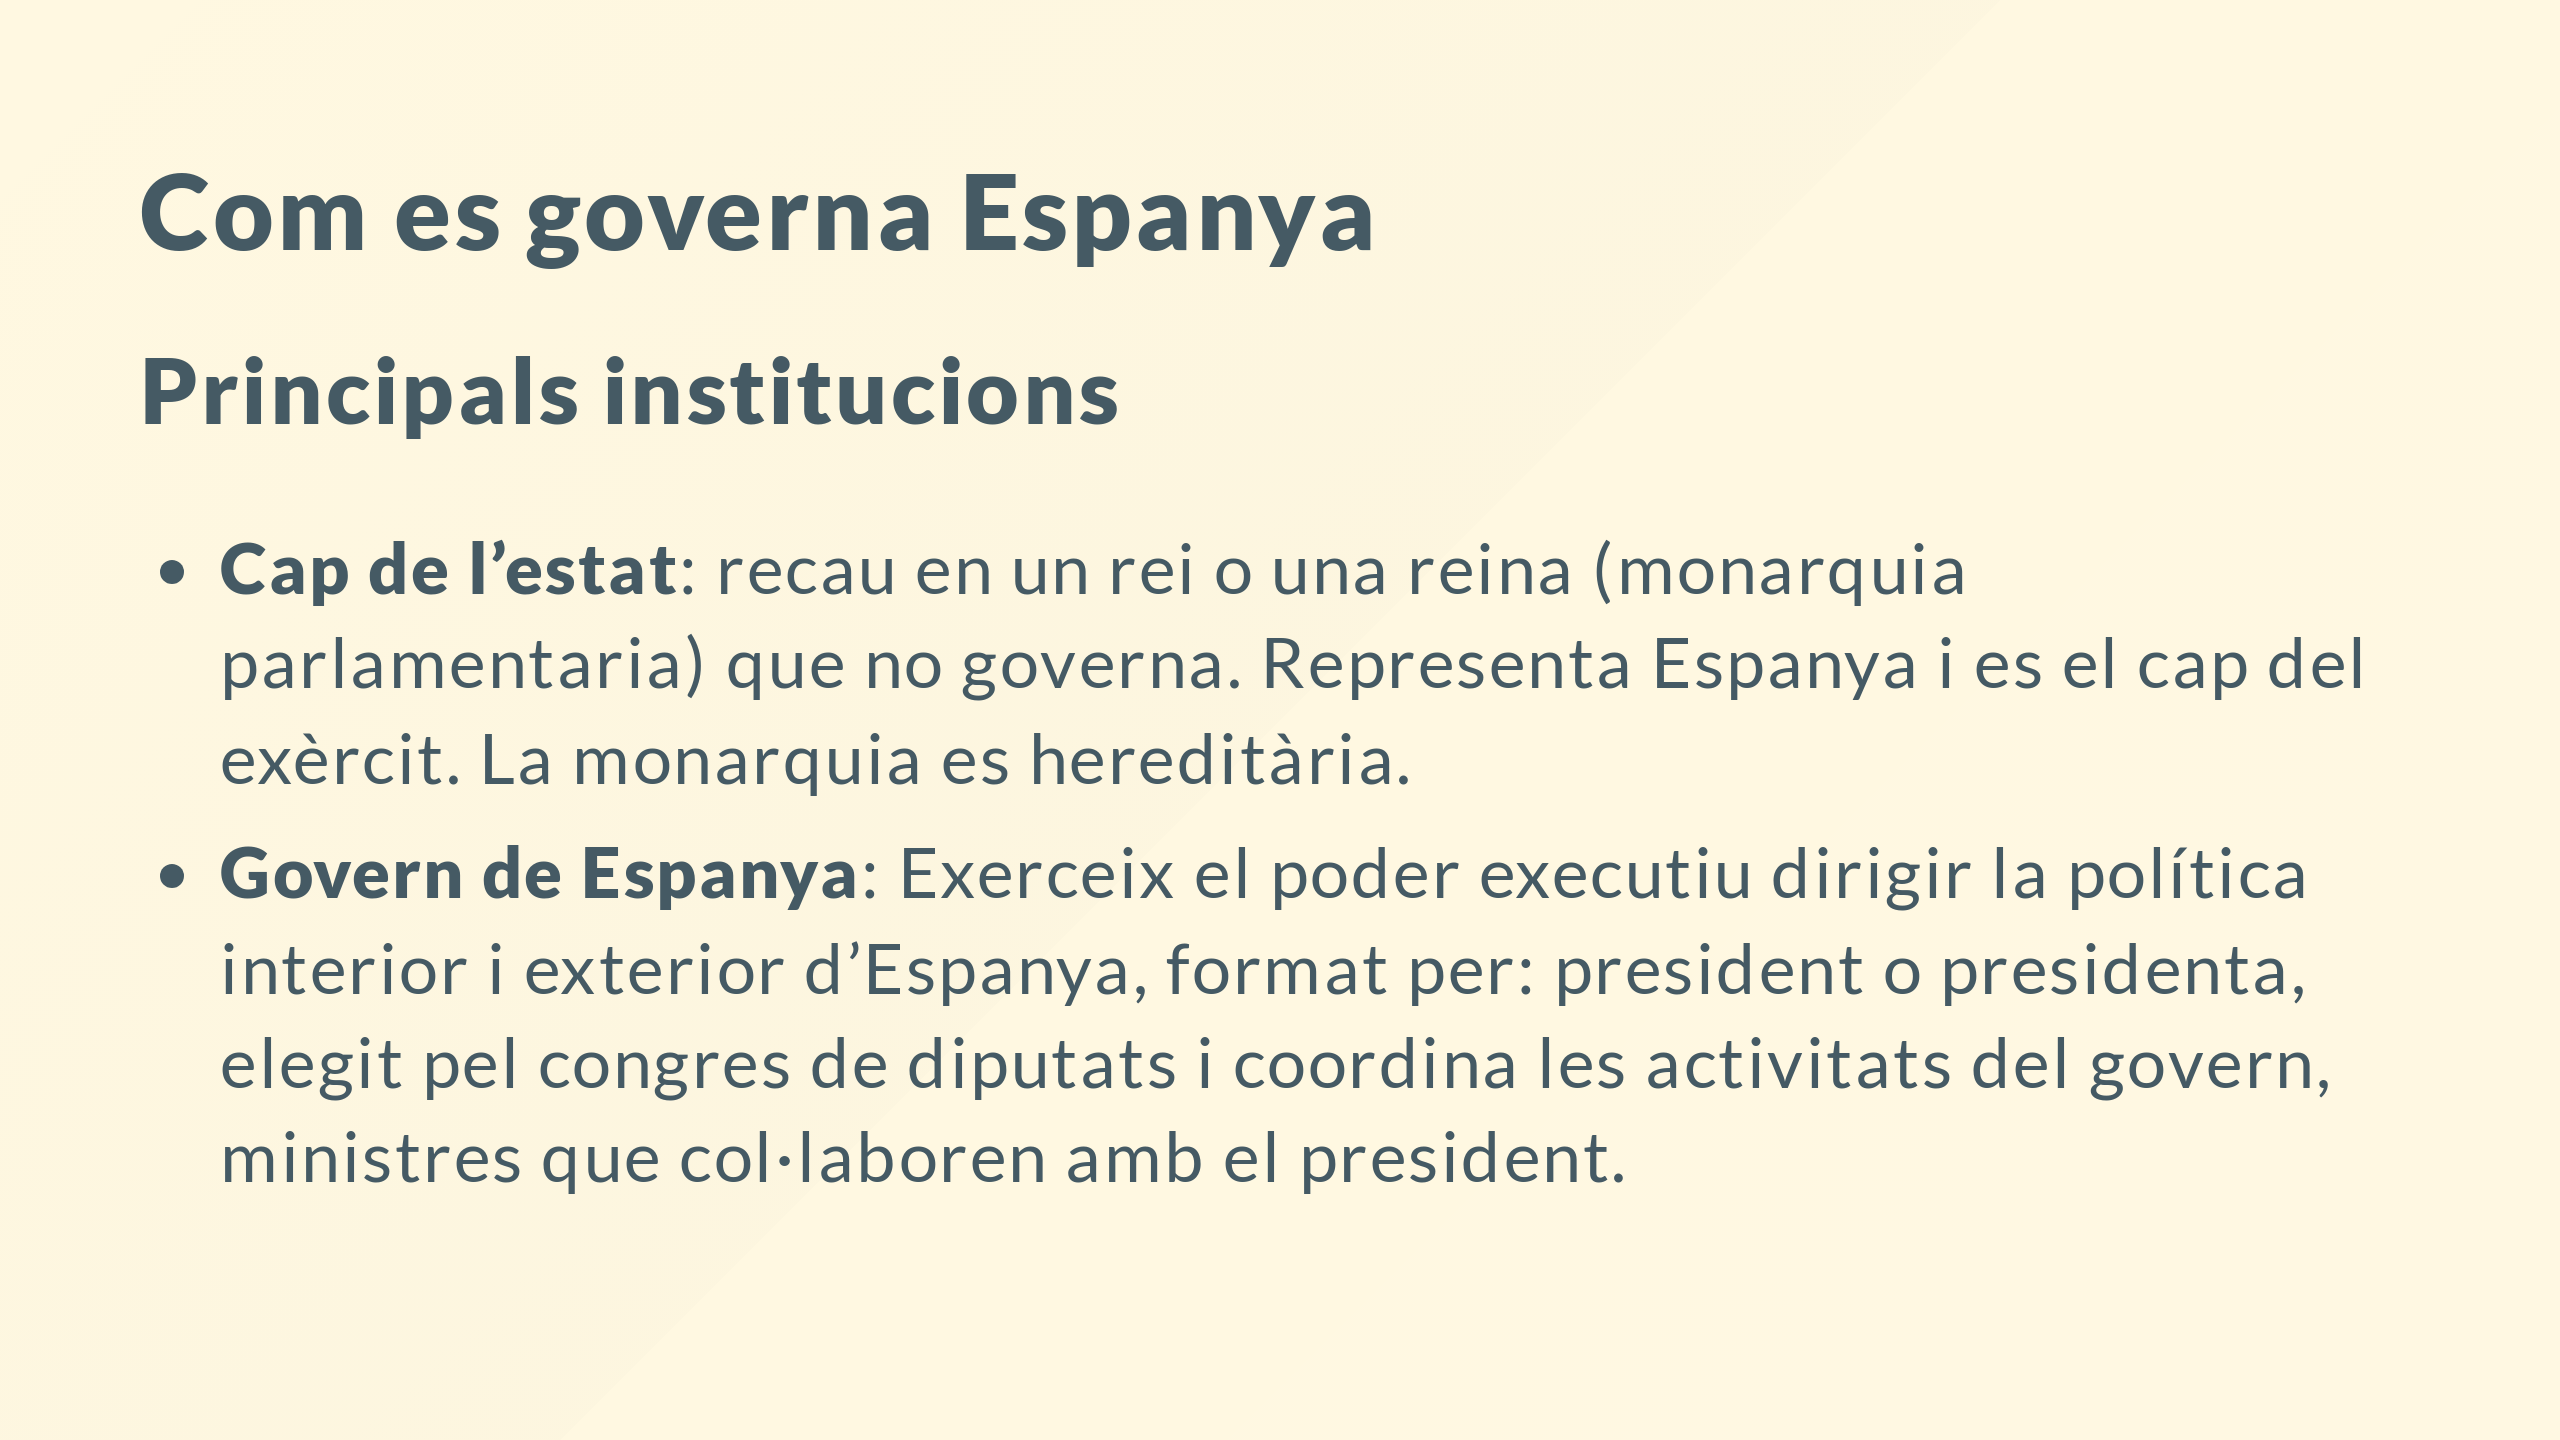 Com es governa Espanya
Principals institucions
• Cap de l’estat: recau en un rei o una reina (monarquia
parlamentaria) que no governa. Representa Espanya i es el cap del
exèrcit. La monarquia es hereditària.
• Govern de Espanya: Exerceix el poder executiu dirigir la política
interior i exterior d’Espanya, format per: president o presidenta,
elegit pel congres de diputats i coordina les activitats del govern,
ministres que col·laboren amb el president.